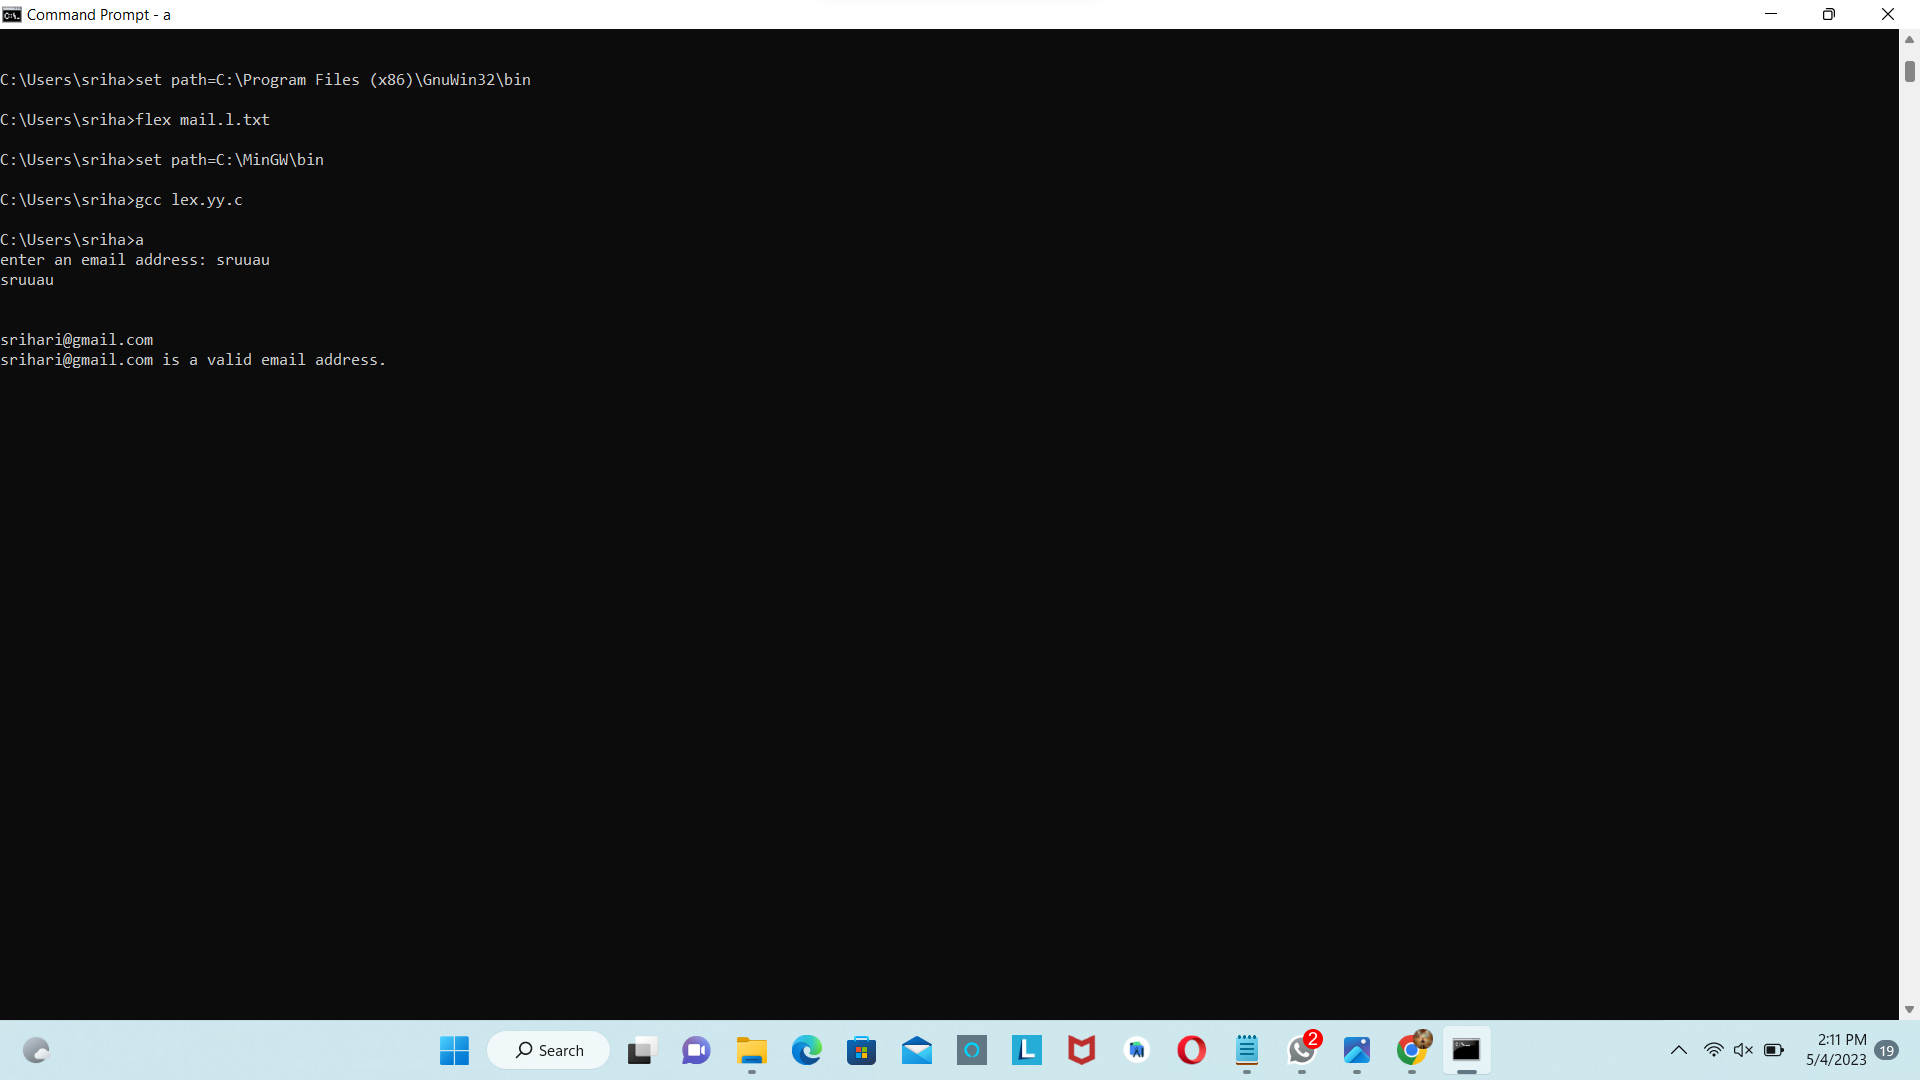 Command Prompt - a
C:\Users\sriha>set path=C:\Program Files (x86)\GnuWin32\bin
C:\Users\sriha>flex mail.l.txt
C:\Users\sriha>set path=C:\MinGW\bin
C:\Users\sriha>gcc lex.yy.c
C:\Users\sriha>a
enter an email address: sruuau
sruuau
srihari@gmail.com
srihari@gmail.com is a valid email address.
Search
2
2:11 PM
5/4/2023
19